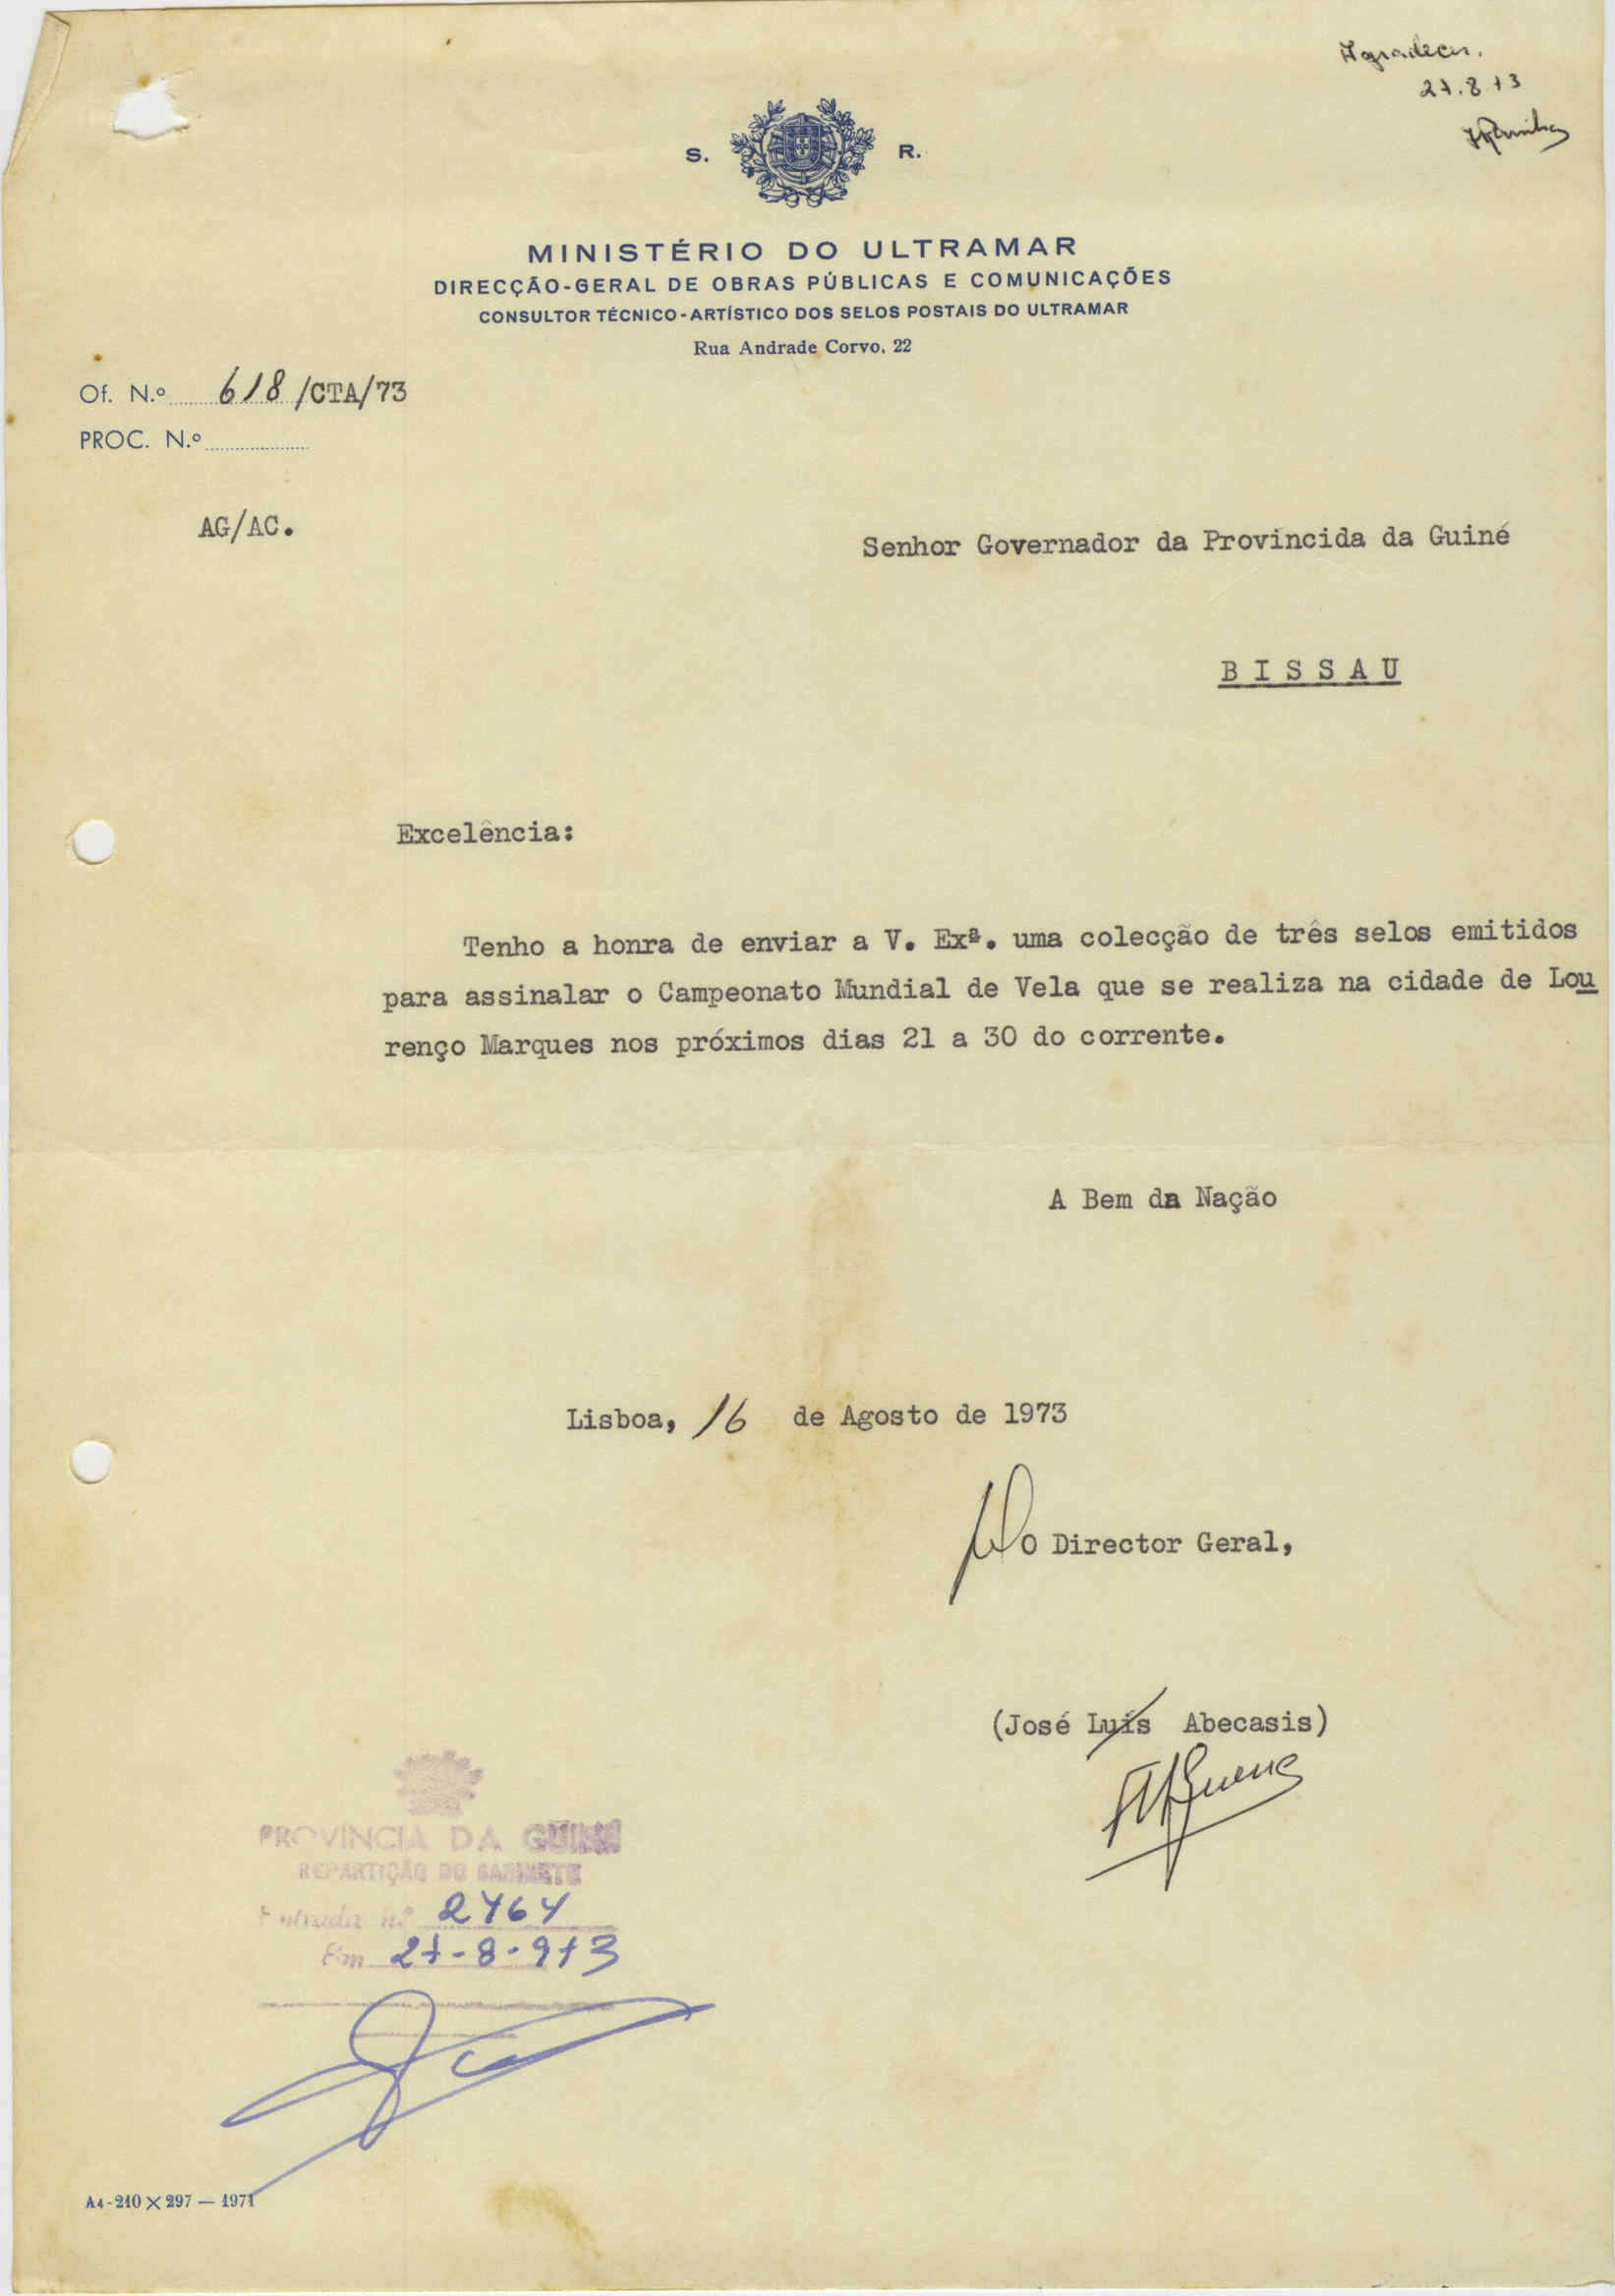 Agradecer.
27.8.73
S. R.
MINISTÉRIO DO ULTRAMAR
DIRECÇÃO-GERAL DE OBRAS PÚBLICAS E COMUNICAÇÕES
CONSULTOR TÉCNICO-ARTÍSTICO DOS SELOS POSTAIS DO ULTRAMAR
Rua Andrade Corvo, 22
Of. N.º 618 /CTA/73
PROC. N.º
AG/AC.
Senhor Governador da Provincida da Guiné
B I S S A U
Excelência:
Tenho a honra de enviar a V. Exª. uma colecção de três selos emitidos
para assinalar o Campeonato Mundial de Vela que se realiza na cidade de Lou
renço Marques nos próximos dias 21 a 30 do corrente.
A Bem da Nação
Lisboa, 16 de Agosto de 1973
o Director Geral,
(José Luís Abecasis)
PROVINCIA DA GUINÉ
REPARTIÇÃO DO GABINETE
Entrada n.º
Em 27-8-973
A4-210 X 297 — 1971